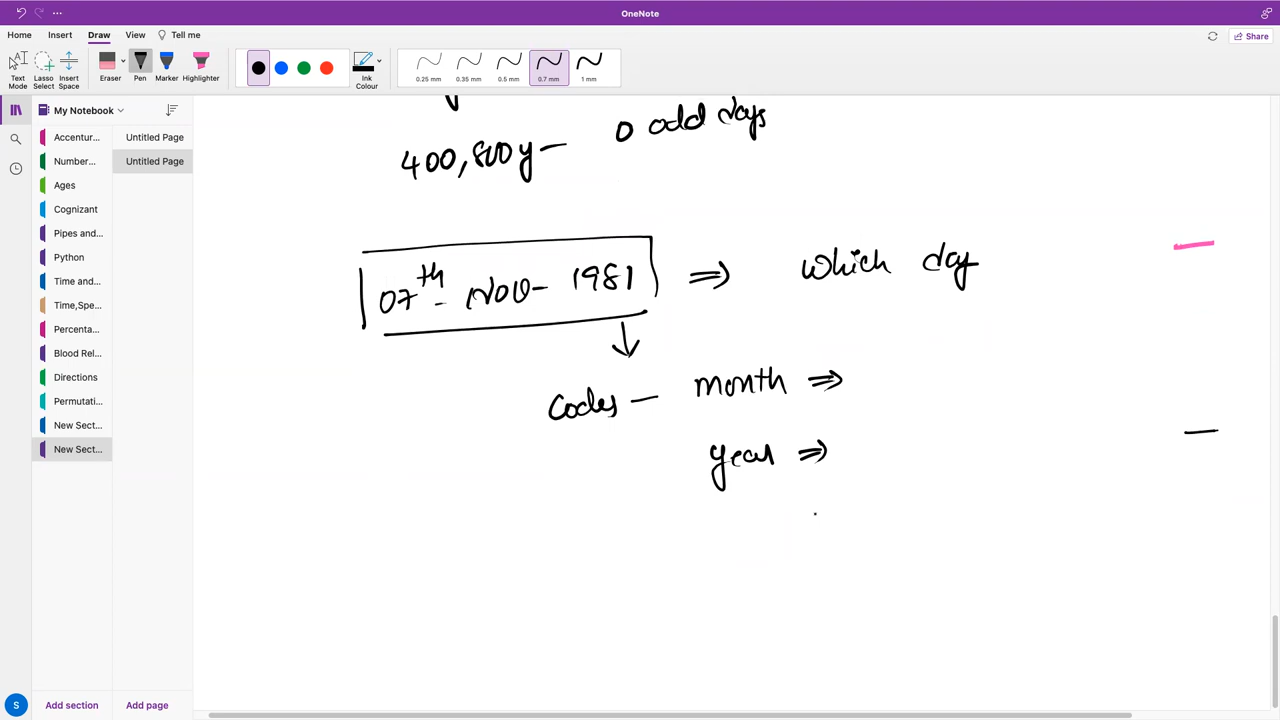 OneNote
Home Insert Draw View Tell me
Share
Text Mode
Lasso Select
Insert Space
Eraser
Pen
Marker
Highlighter
Ink Colour
0.25 mm
0.35 mm
0.5 mm
0.7 mm
1 mm
My Notebook
Accentur...
Number...
Ages
Cognizant
Pipes and...
Python
Time and...
Time,Spe...
Percenta...
Blood Rel...
Directions
Permutati...
New Sect...
New Sect...
Untitled Page
Untitled Page
400,800y — 0 odd days
07th - Nov - 1981 ⇒ which day
Codes — month ⇒
year ⇒
S
Add section
Add page